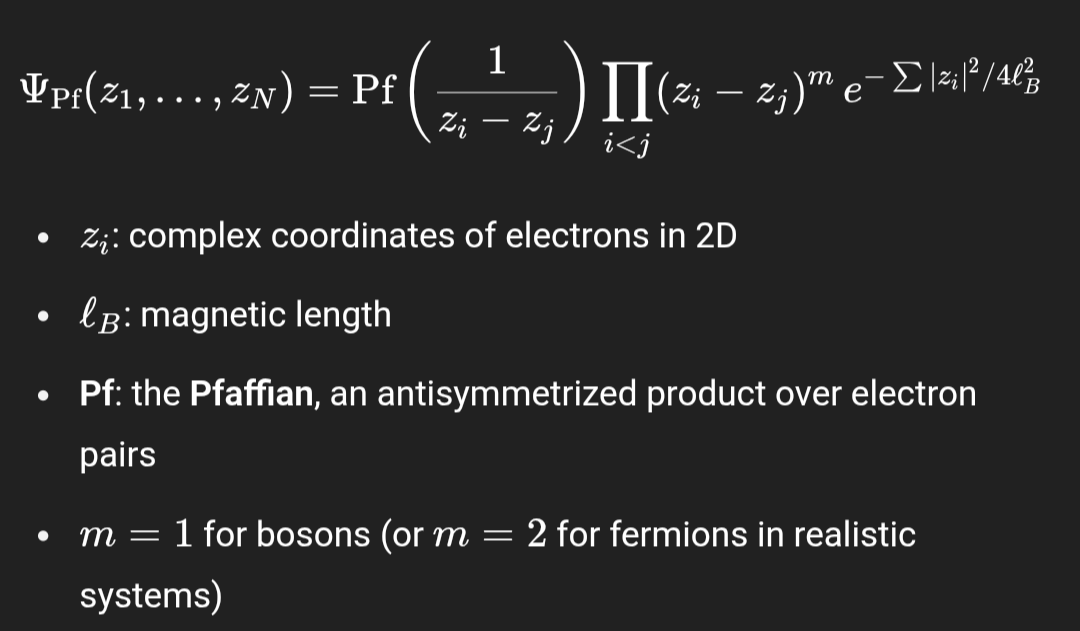 Ψ_Pf(z_1, . . . , z_N) = Pf ( 1 / (z_i − z_j) ) ∏_{i<j} (z_i − z_j)^m e^{− ∑ |z_i|^2/4ℓ_B^2}
• z_i: complex coordinates of electrons in 2D
• ℓ_B: magnetic length
• Pf: the Pfaffian, an antisymmetrized product over electron
pairs
• m = 1 for bosons (or m = 2 for fermions in realistic
systems)